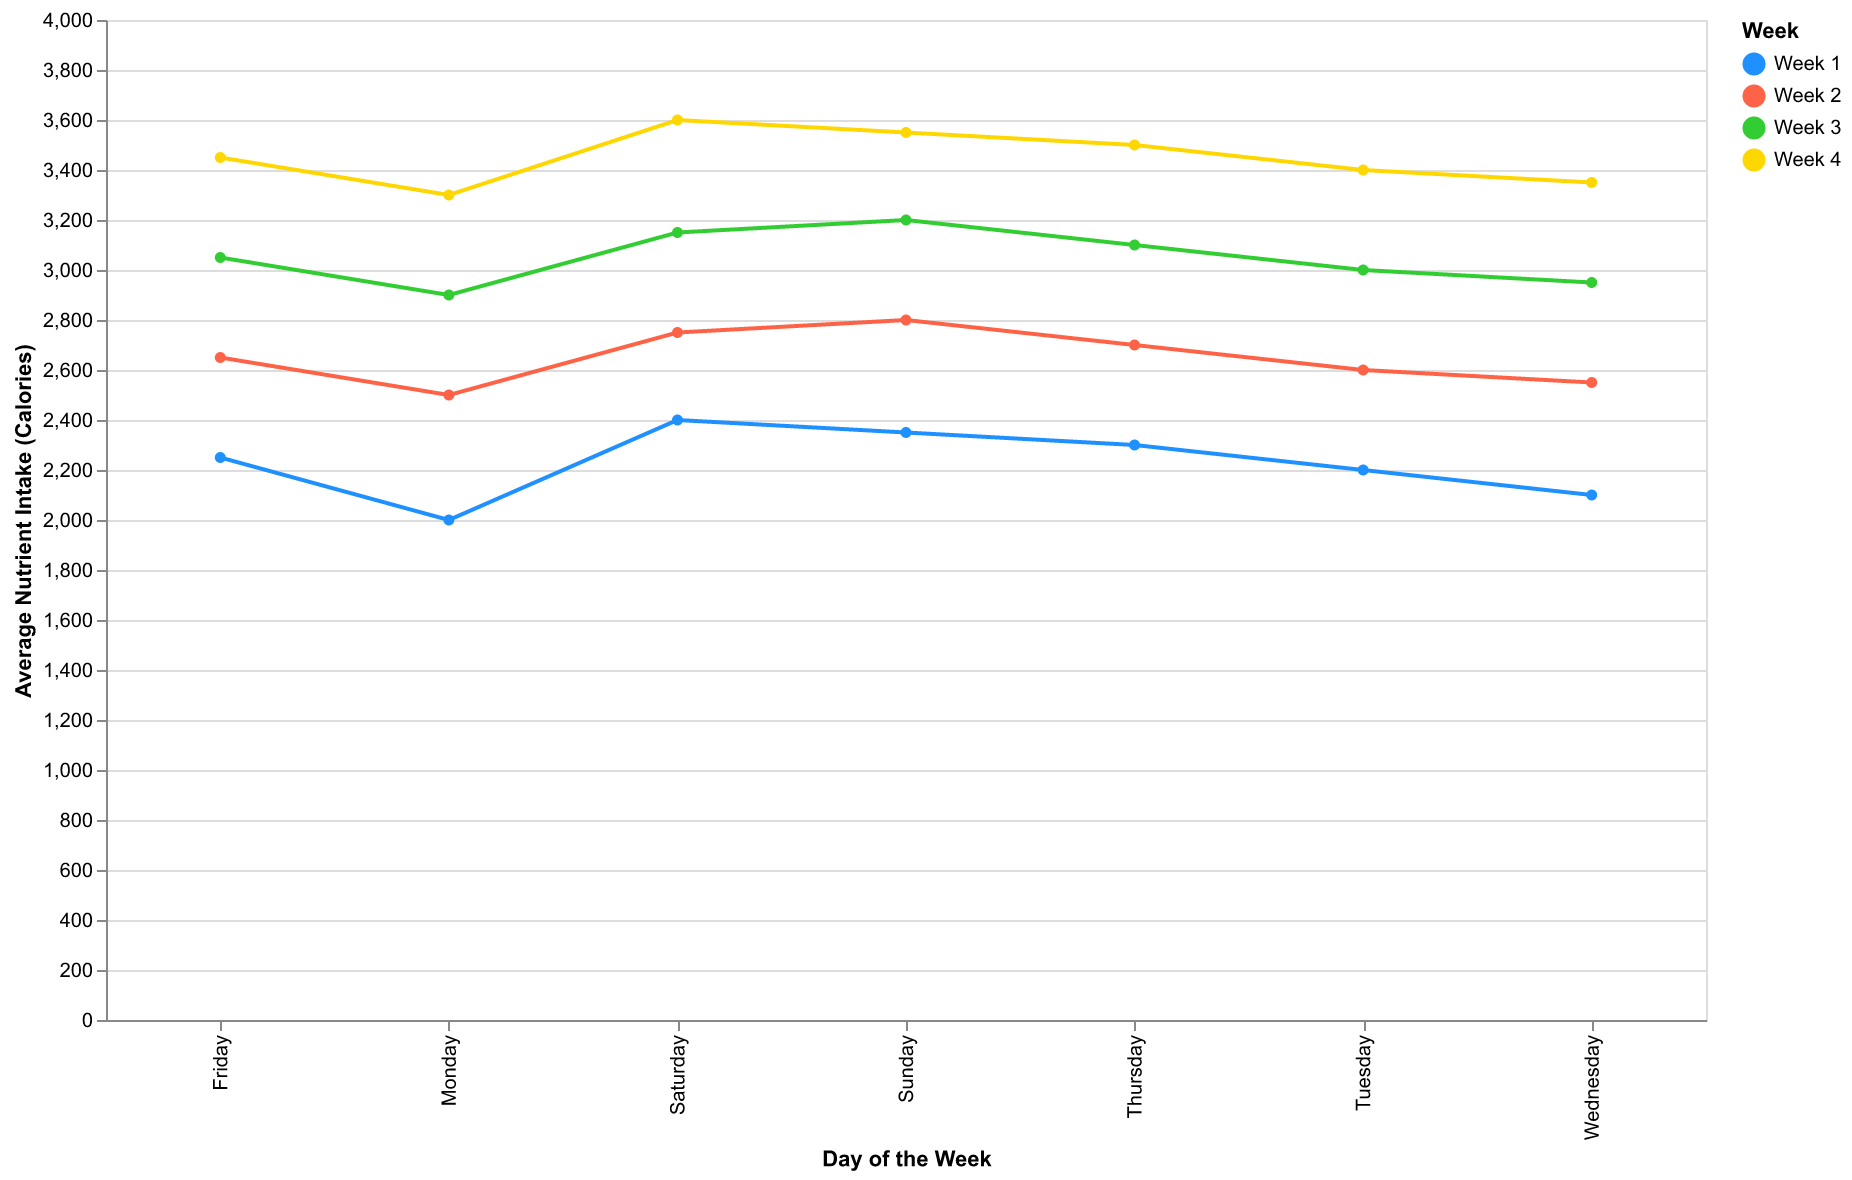 4,000
3,800
3,600
3,400
3,200
3,000
2,800
2,600
2,400
2,200
2,000
1,800
1,600
1,400
1,200
1,000
800
600
400
200
0
Average Nutrient Intake (Calories)
Friday
Monday
Saturday
Sunday
Thursday
Tuesday
Wednesday
Day of the Week
Week
Week 1
Week 2
Week 3
Week 4